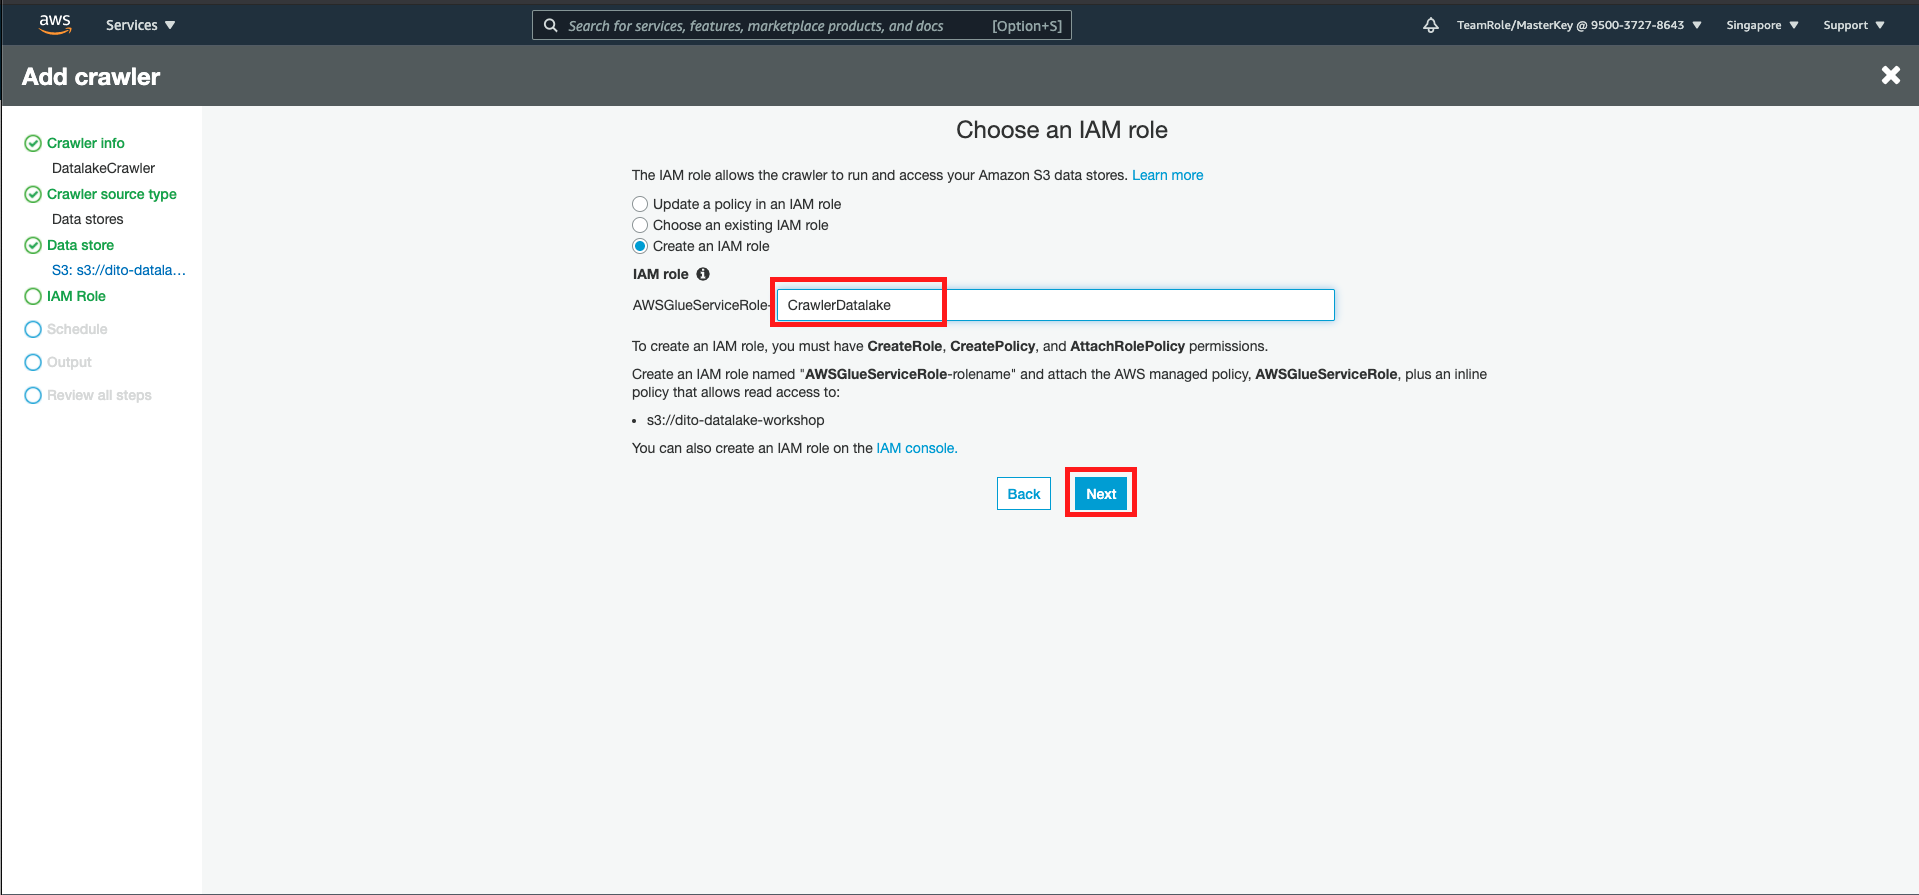 aws
Services
Search for services, features, marketplace products, and docs [Option+S]
TeamRole/MasterKey @ 9500-3727-8643
Singapore
Support
Add crawler
Crawler info
DatalakeCrawler
Crawler source type
Data stores
Data store
S3: s3://dito-datala…
IAM Role
Schedule
Output
Review all steps
Choose an IAM role
The IAM role allows the crawler to run and access your Amazon S3 data stores. Learn more
Update a policy in an IAM role
Choose an existing IAM role
Create an IAM role
IAM role
AWSGlueServiceRole- CrawlerDatalake
To create an IAM role, you must have CreateRole, CreatePolicy, and AttachRolePolicy permissions.
Create an IAM role named "AWSGlueServiceRole-rolename" and attach the AWS managed policy, AWSGlueServiceRole, plus an inline
policy that allows read access to:
• s3://dito-datalake-workshop
You can also create an IAM role on the IAM console.
Back
Next